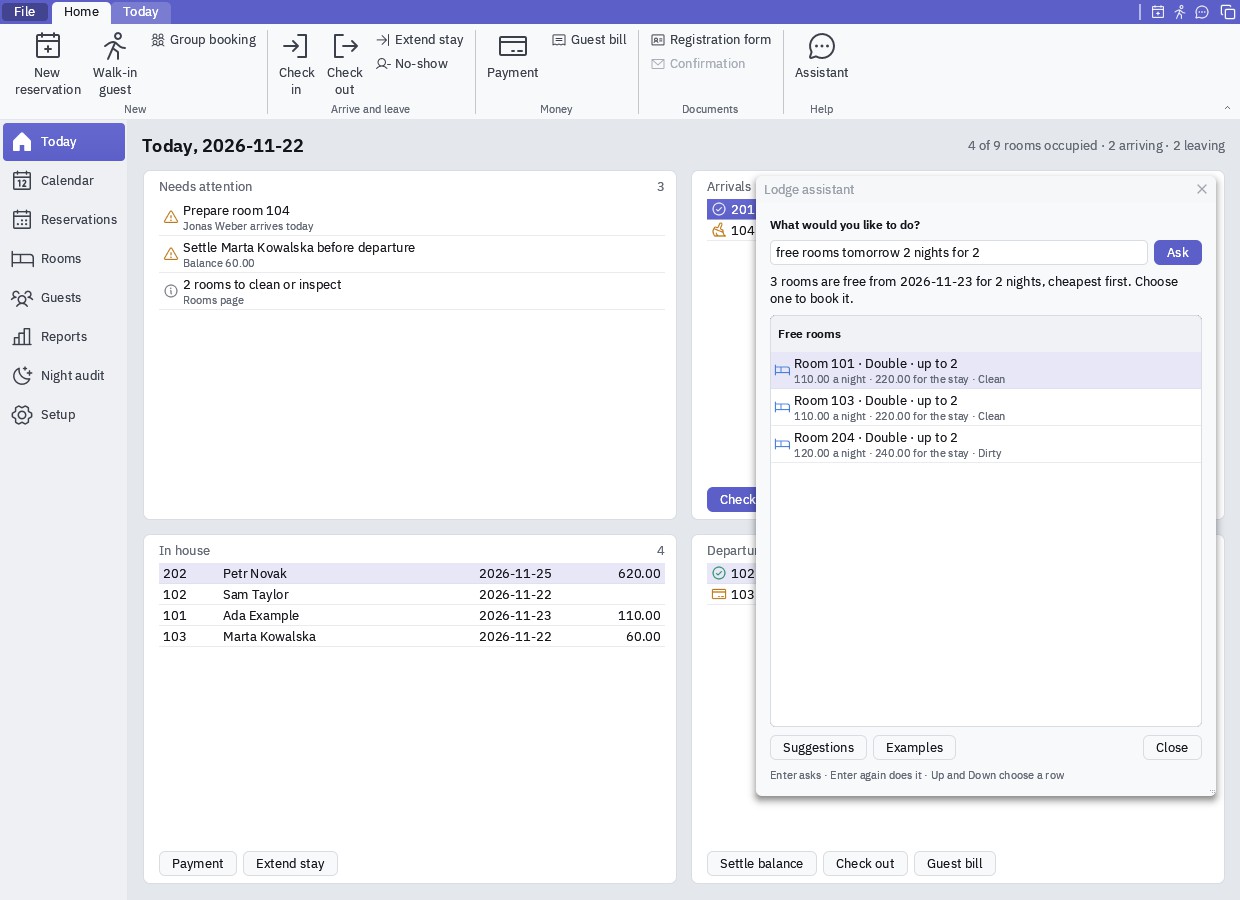 File
Home
Today
New reservation
Walk-in guest
Group booking
New
Check in
Check out
Extend stay
No-show
Arrive and leave
Payment
Guest bill
Money
Registration form
Confirmation
Documents
Assistant
Help
Today
Calendar
Reservations
Rooms
Guests
Reports
Night audit
Setup
Today, 2026-11-22
4 of 9 rooms occupied · 2 arriving · 2 leaving
Needs attention 3
Prepare room 104
Jonas Weber arrives today
Settle Marta Kowalska before departure
Balance 60.00
2 rooms to clean or inspect
Rooms page
Arrivals
201
104
Check
In house 4
202 Petr Novak 2026-11-25 620.00
102 Sam Taylor 2026-11-22
101 Ada Example 2026-11-23 110.00
103 Marta Kowalska 2026-11-22 60.00
Payment
Extend stay
102
103
Settle balance
Check out
Guest bill
Lodge assistant
What would you like to do?
free rooms tomorrow 2 nights for 2
Ask
3 rooms are free from 2026-11-23 for 2 nights, cheapest first. Choose
one to book it.
Free rooms
Room 101 · Double · up to 2
110.00 a night · 220.00 for the stay · Clean
Room 103 · Double · up to 2
110.00 a night · 220.00 for the stay · Clean
Room 204 · Double · up to 2
120.00 a night · 240.00 for the stay · Dirty
Suggestions
Examples
Close
Enter asks · Enter again does it · Up and Down choose a row